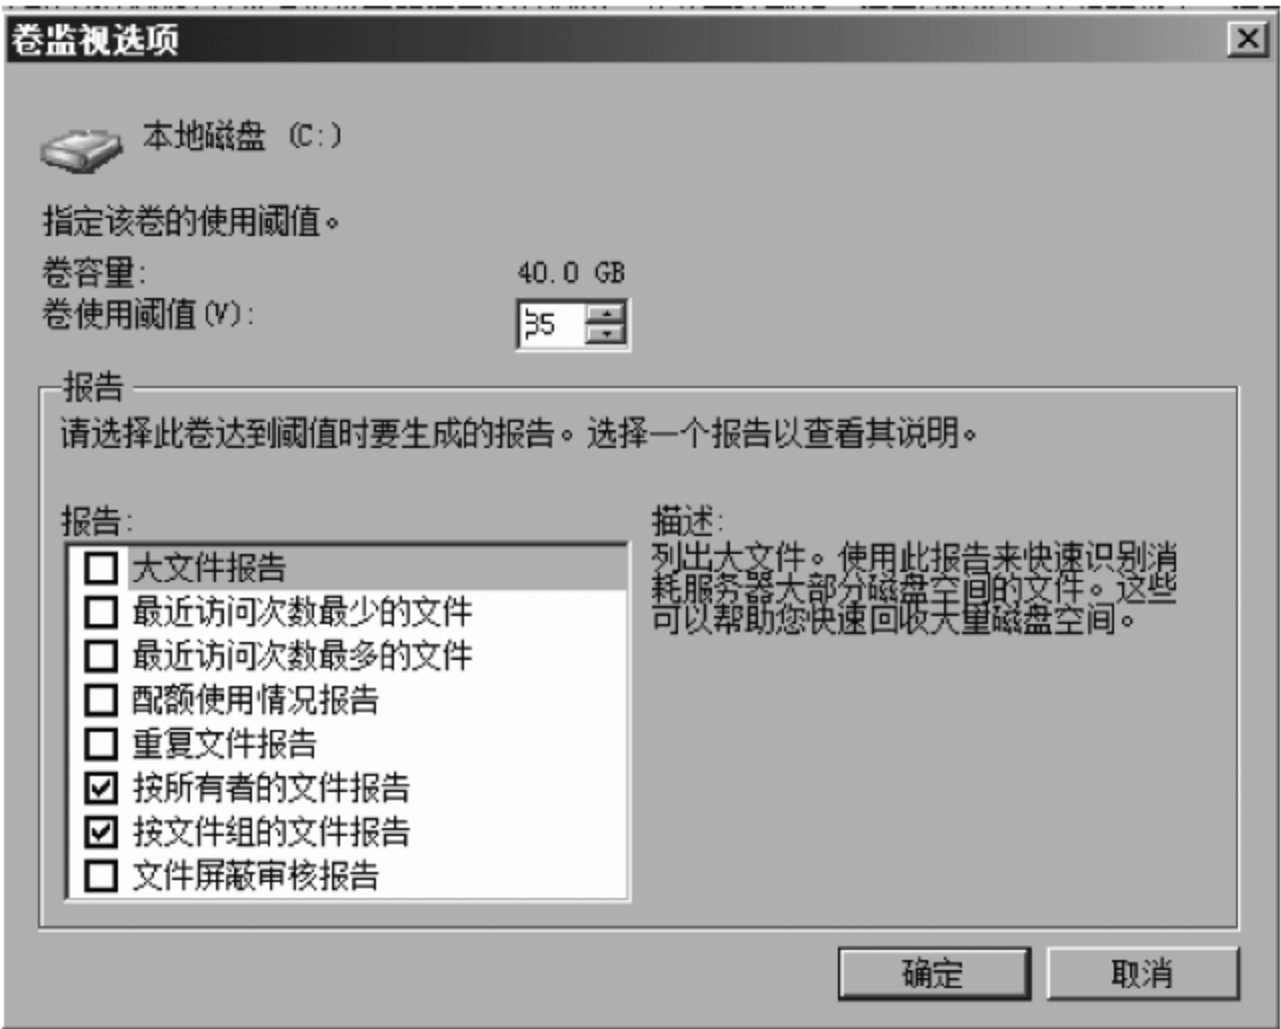 卷监视选项
本地磁盘 (C:)
指定该卷的使用阈值。
卷容量: 40.0 GB
卷使用阈值(V): 85
报告
请选择此卷达到阈值时要生成的报告。选择一个报告以查看其说明。
报告:
大文件报告
最近访问次数最少的文件
最近访问次数最多的文件
配额使用情况报告
重复文件报告
按所有者的文件报告
按文件组的文件报告
文件屏蔽审核报告
描述:
列出大文件。使用此报告来快速识别消
耗服务器大部分磁盘空间的文件。这些
可以帮助您快速回收大量磁盘空间。
确定
取消